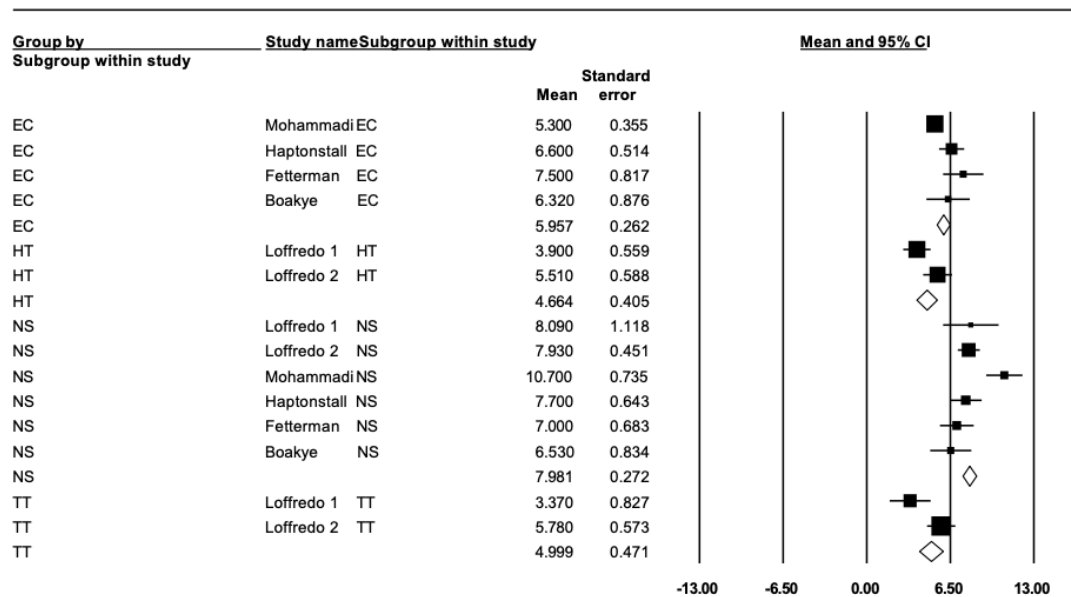 Group by Study name Subgroup within study Mean and 95% CI
Subgroup within study
Standard
Mean error
EC Mohammadi EC 5.300 0.355
EC Haptonstall EC 6.600 0.514
EC Fetterman EC 7.500 0.817
EC Boakye EC 6.320 0.876
EC 5.957 0.262
HT Loffredo 1 HT 3.900 0.559
HT Loffredo 2 HT 5.510 0.588
HT 4.664 0.405
NS Loffredo 1 NS 8.090 1.118
NS Loffredo 2 NS 7.930 0.451
NS Mohammadi NS 10.700 0.735
NS Haptonstall NS 7.700 0.643
NS Fetterman NS 7.000 0.683
NS Boakye NS 6.530 0.834
NS 7.981 0.272
TT Loffredo 1 TT 3.370 0.827
TT Loffredo 2 TT 5.780 0.573
TT 4.999 0.471
-13.00 -6.50 0.00 6.50 13.00